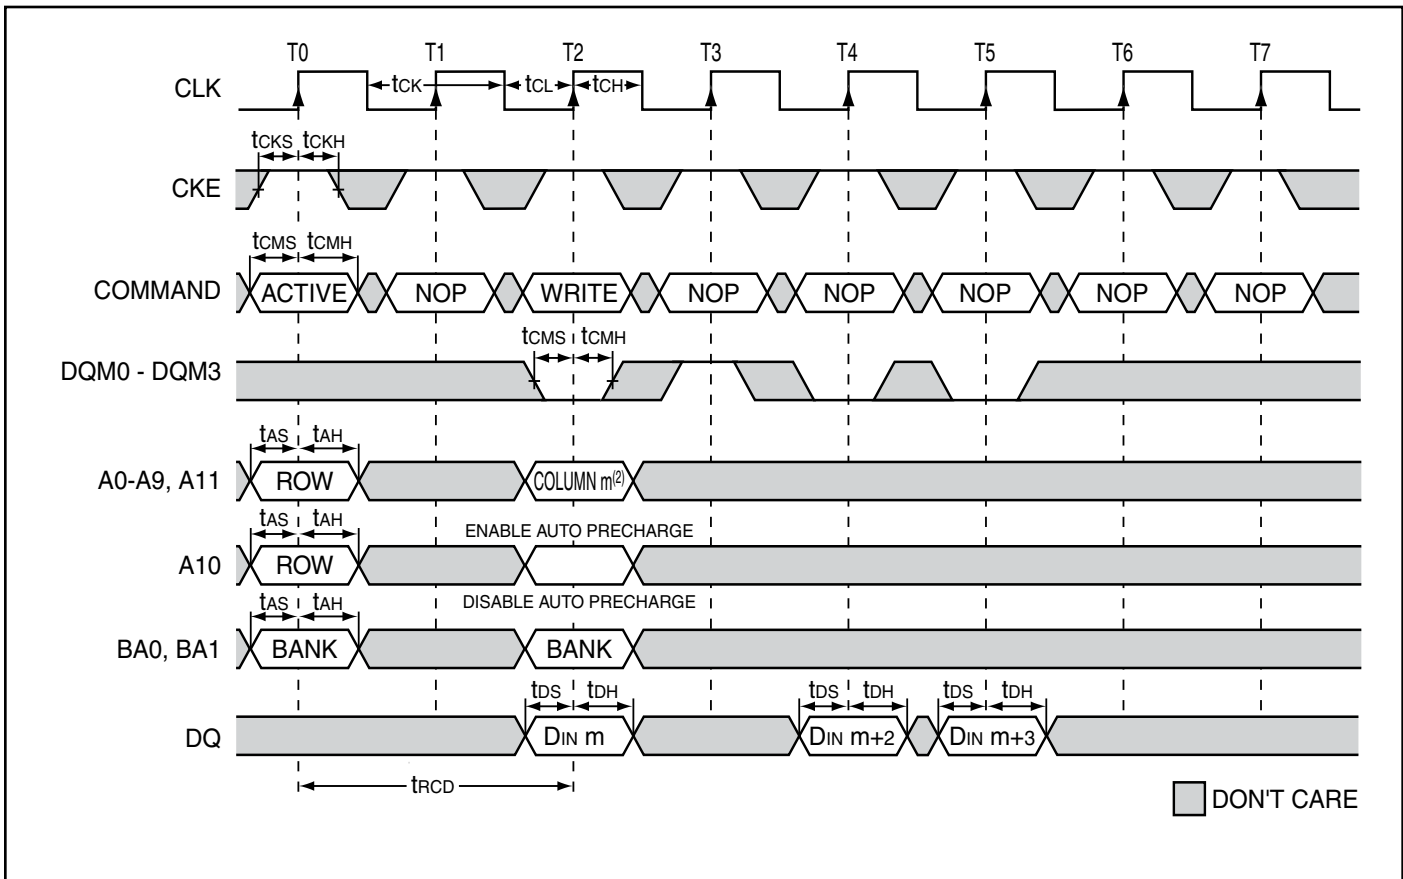 T0 T1 T2 T3 T4 T5 T6 T7
CLK tCK tCL tCH
tCKS tCKH
CKE
tCMS tCMH
COMMAND ACTIVE NOP WRITE NOP NOP NOP NOP NOP
tCMS tCMH
DQM0 - DQM3
tAS tAH
A0-A9, A11 ROW COLUMN m(2)
tAS tAH ENABLE AUTO PRECHARGE
A10 ROW
tAS tAH DISABLE AUTO PRECHARGE
BA0, BA1 BANK BANK
tDS tDH tDS tDH tDS tDH
DQ DIN m DIN m+2 DIN m+3
tRCD
DON'T CARE